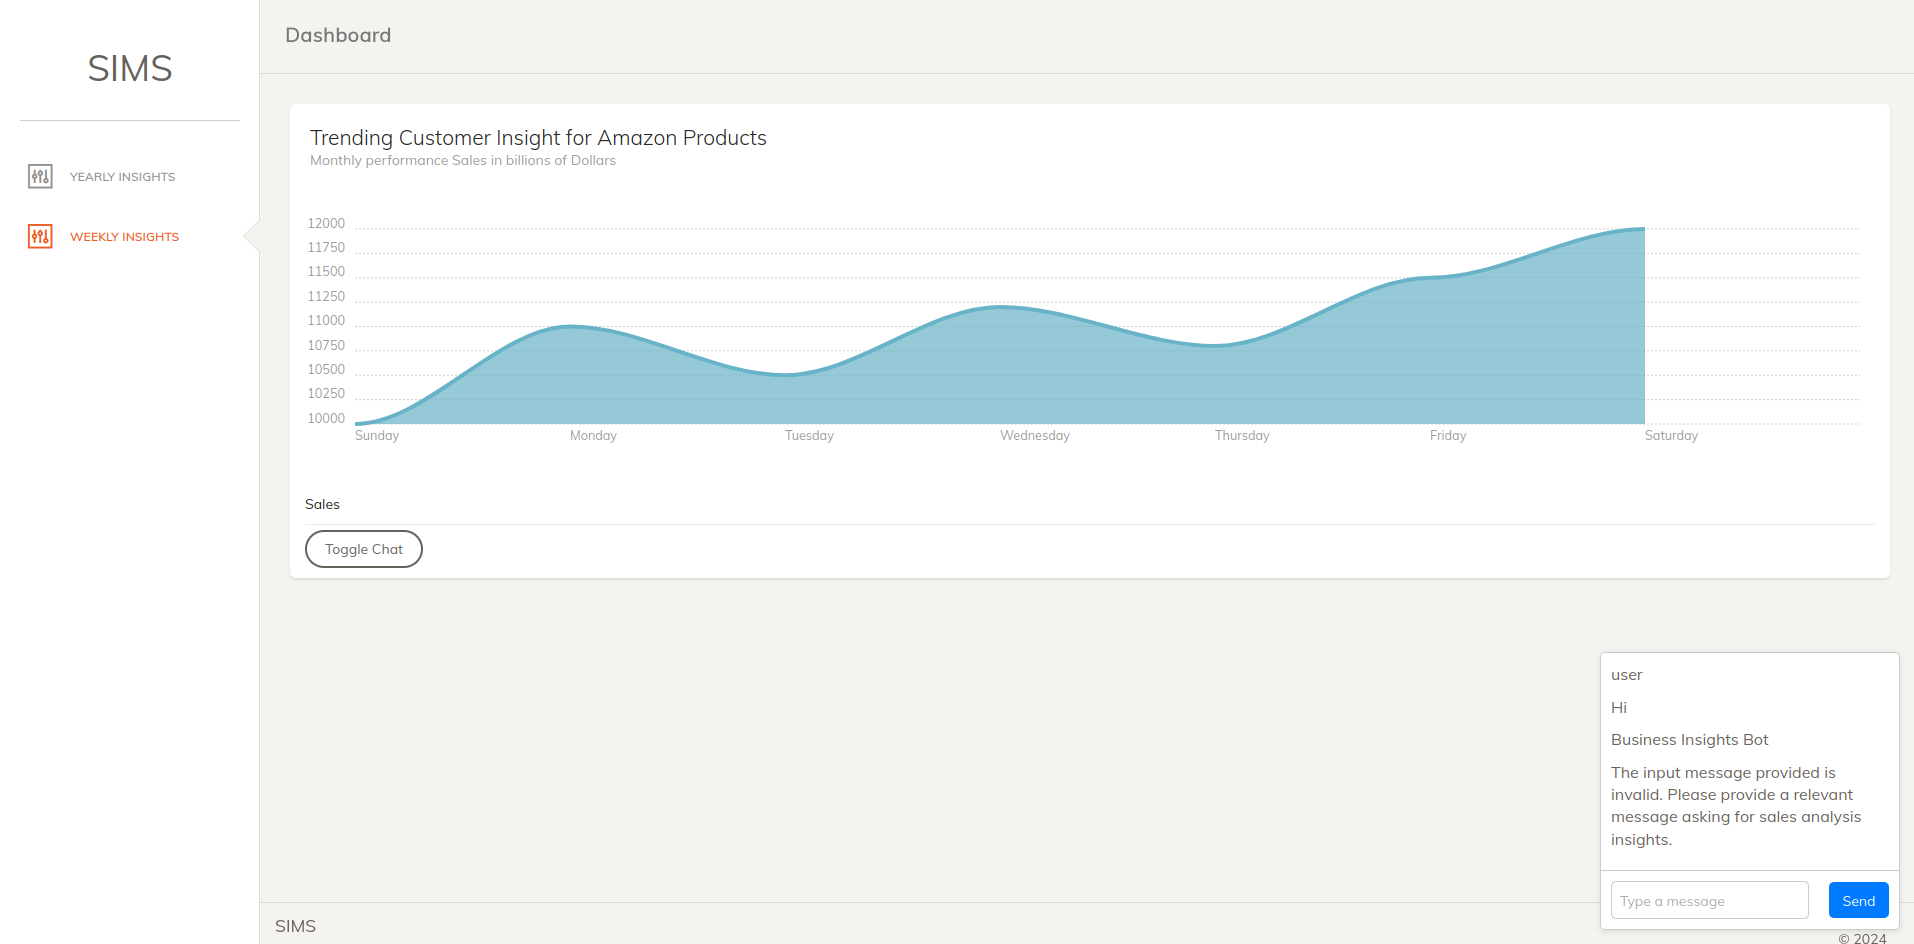 SIMS
YEARLY INSIGHTS
WEEKLY INSIGHTS
Dashboard
Trending Customer Insight for Amazon Products
Monthly performance Sales in billions of Dollars
12000
11750
11500
11250
11000
10750
10500
10250
10000
Sunday Monday Tuesday Wednesday Thursday Friday Saturday
Sales
Toggle Chat
user
Hi
Business Insights Bot
The input message provided is
invalid. Please provide a relevant
message asking for sales analysis
insights.
Type a message Send
SIMS
© 2024